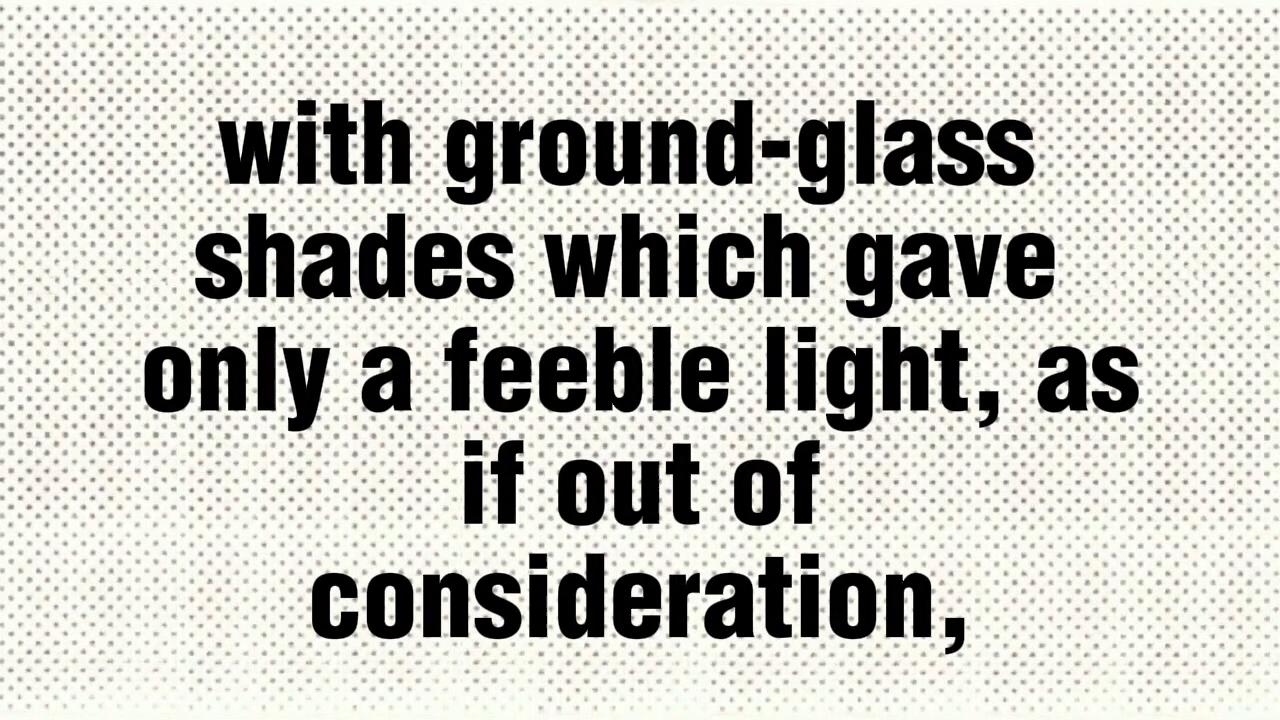 with ground-glass
shades which gave
only a feeble light, as
if out of
consideration,